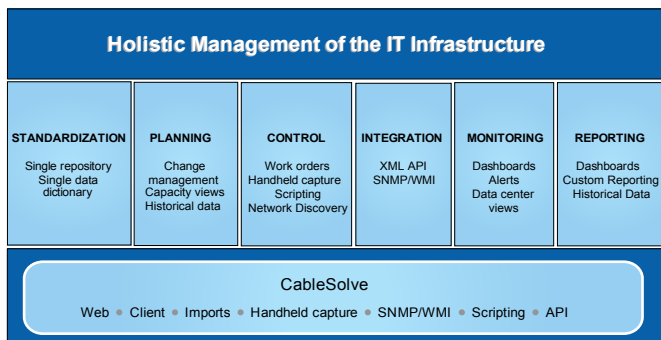 Holistic Management of the IT Infrastructure
STANDARDIZATION
Single repository
Single data
dictionary
PLANNING
Change
management
Capacity views
Historical data
CONTROL
Work orders
Handheld capture
Scripting
Network Discovery
INTEGRATION
XML API
SNMP/WMI
MONITORING
Dashboards
Alerts
Data center
views
REPORTING
Dashboards
Custom Reporting
Historical Data
CableSolve
Web • Client • Imports • Handheld capture • SNMP/WMI • Scripting • API